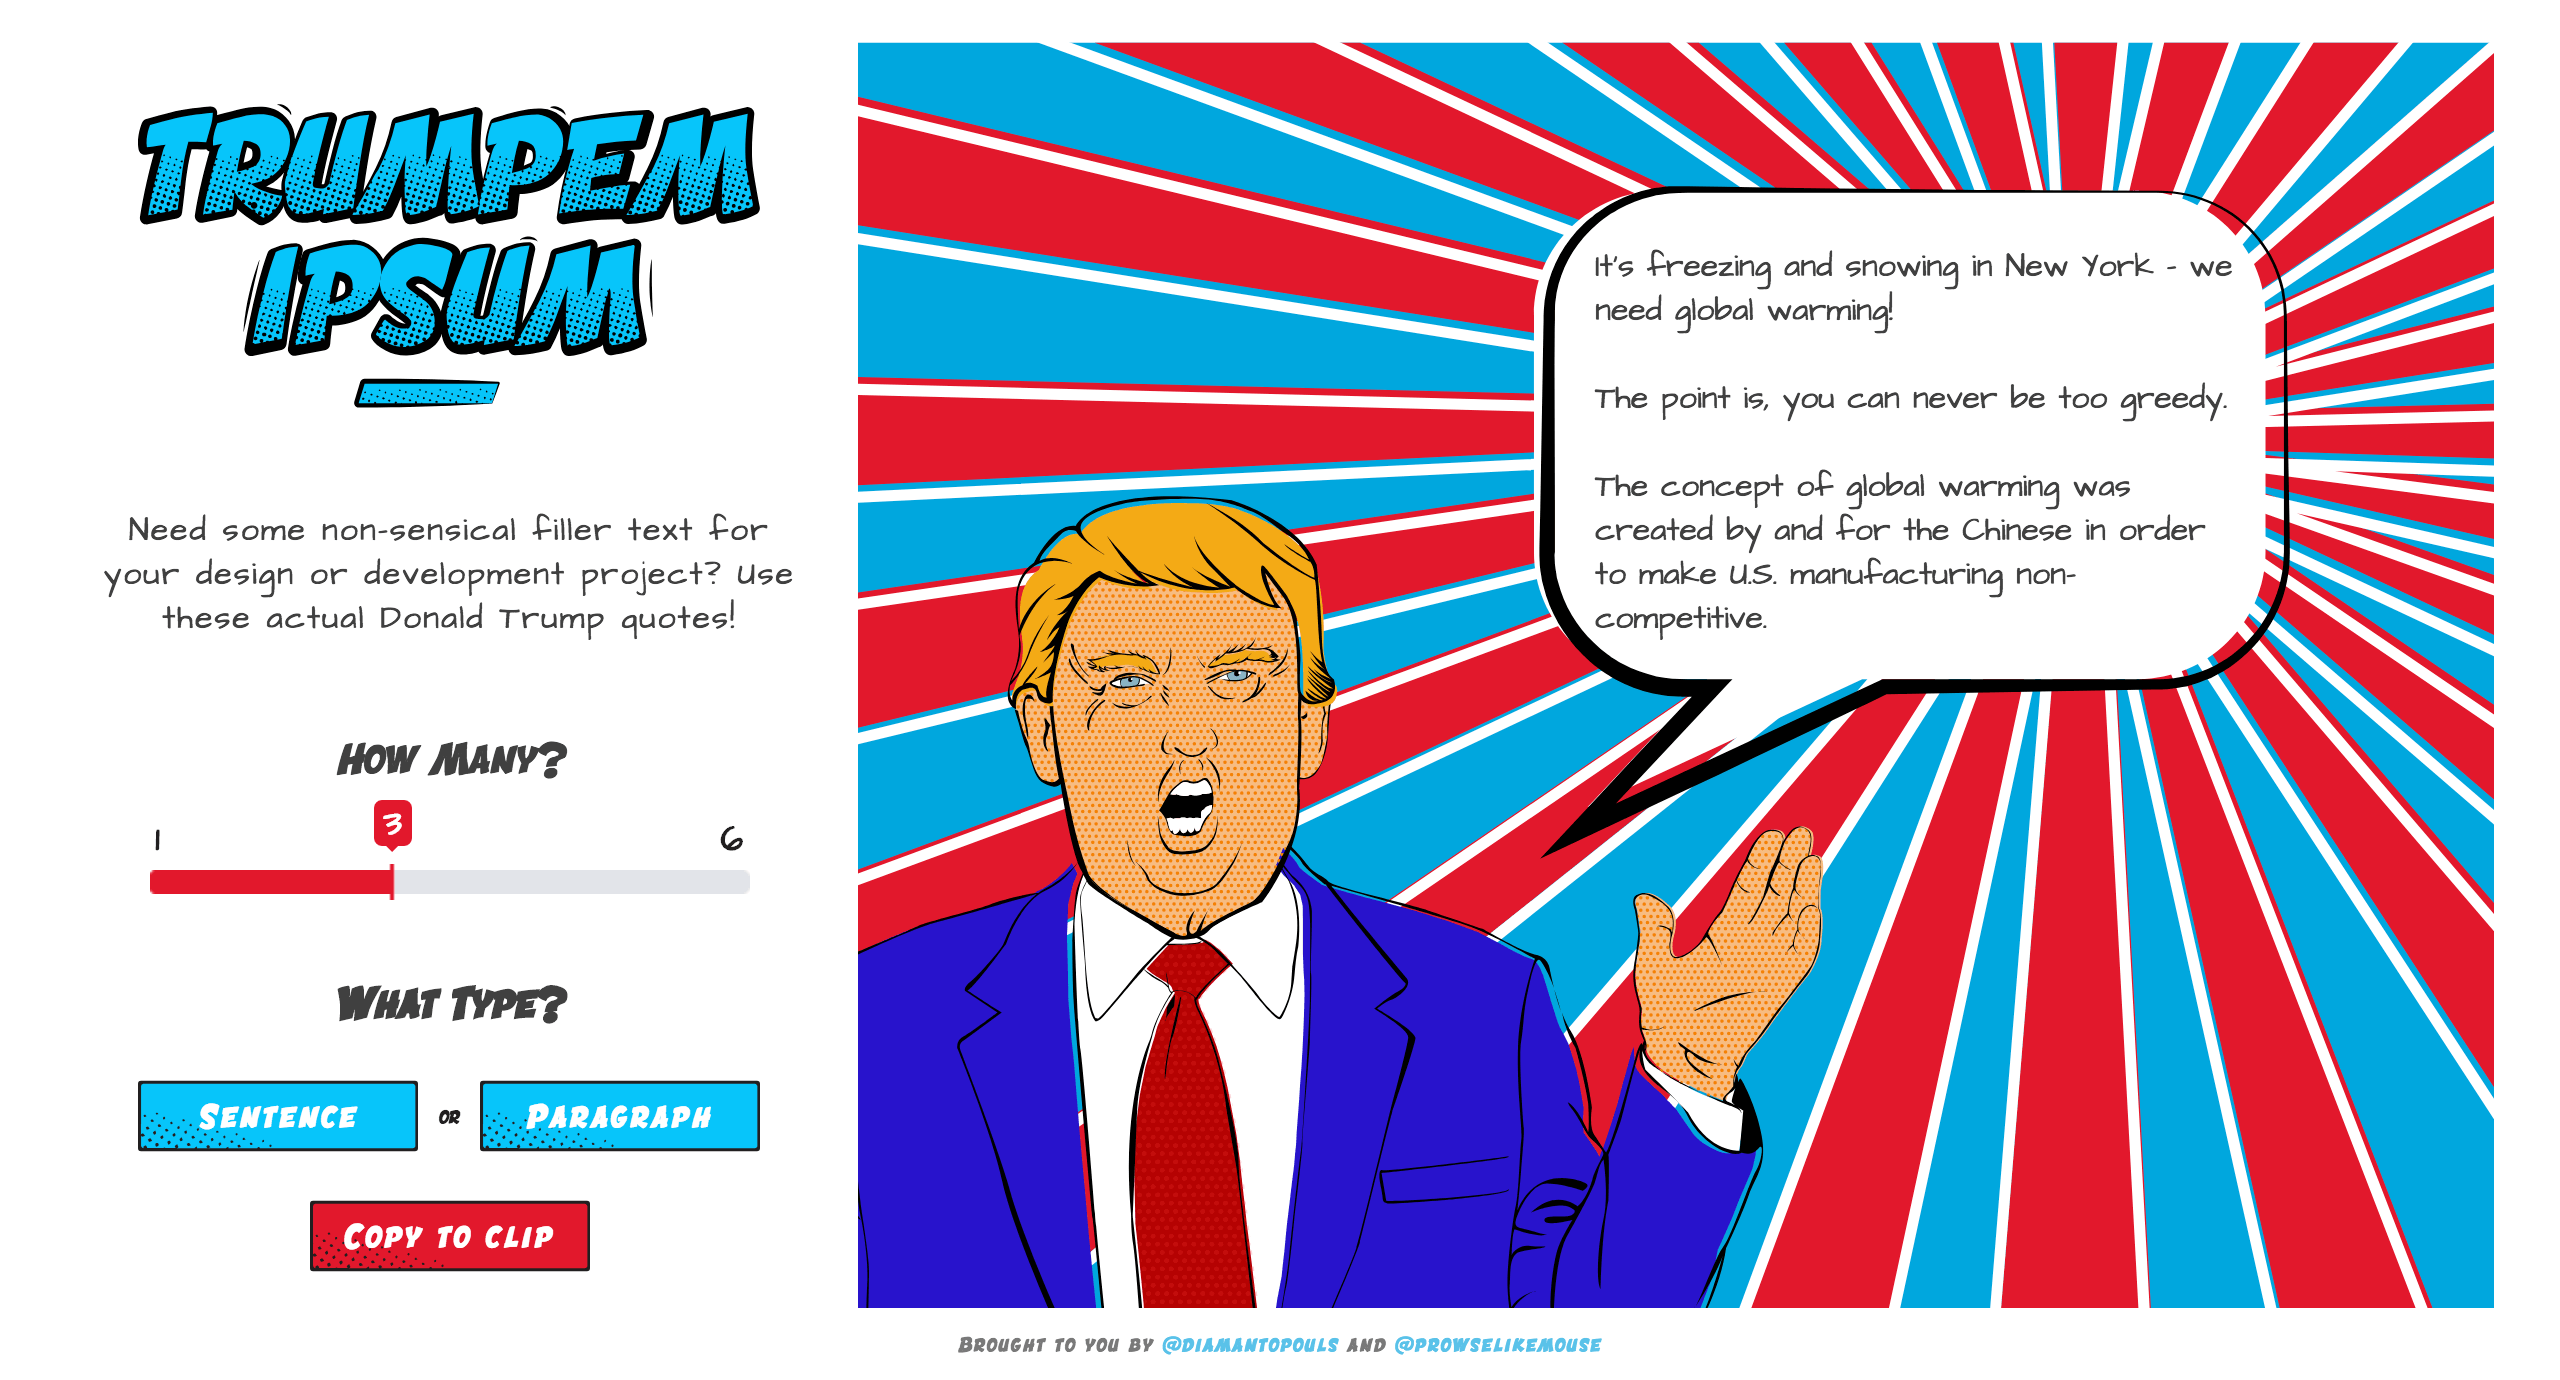 TRUMPEM
IPSUM
Need some non-sensical filler text for
your design or development project? Use
these actual Donald Trump quotes!
How Many?
3
1 6
What Type?
Sentence or Paragraph
Copy to clip
It's freezing and snowing in New York - we
need global warming!
The point is, you can never be too greedy.
The concept of global warming was
created by and for the Chinese in order
to make U.S. manufacturing non-
competitive.
Brought to you by @diamantopouls and @prowselikemouse